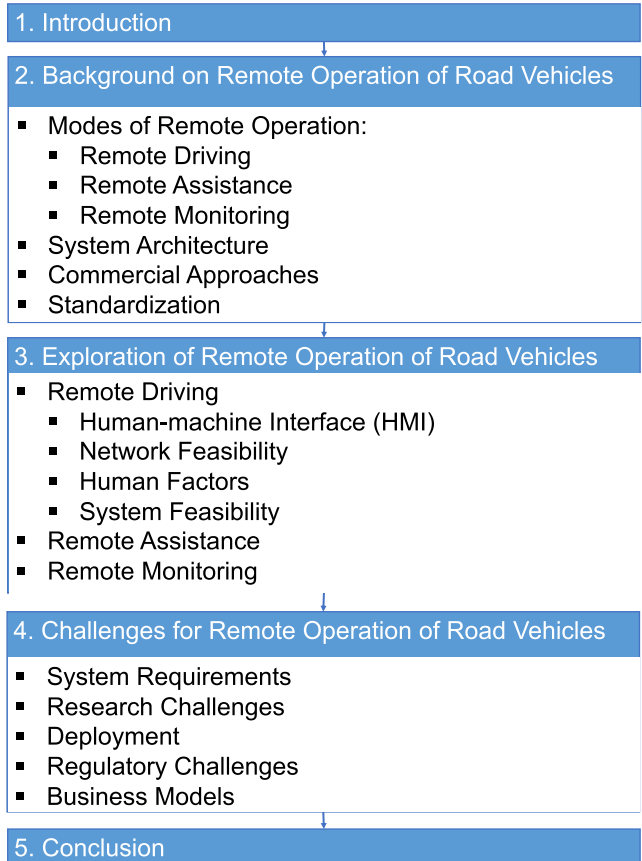 1. Introduction
2. Background on Remote Operation of Road Vehicles
▪ Modes of Remote Operation:
▪ Remote Driving
▪ Remote Assistance
▪ Remote Monitoring
▪ System Architecture
▪ Commercial Approaches
▪ Standardization
3. Exploration of Remote Operation of Road Vehicles
▪ Remote Driving
▪ Human-machine Interface (HMI)
▪ Network Feasibility
▪ Human Factors
▪ System Feasibility
▪ Remote Assistance
▪ Remote Monitoring
4. Challenges for Remote Operation of Road Vehicles
▪ System Requirements
▪ Research Challenges
▪ Deployment
▪ Regulatory Challenges
▪ Business Models
5. Conclusion